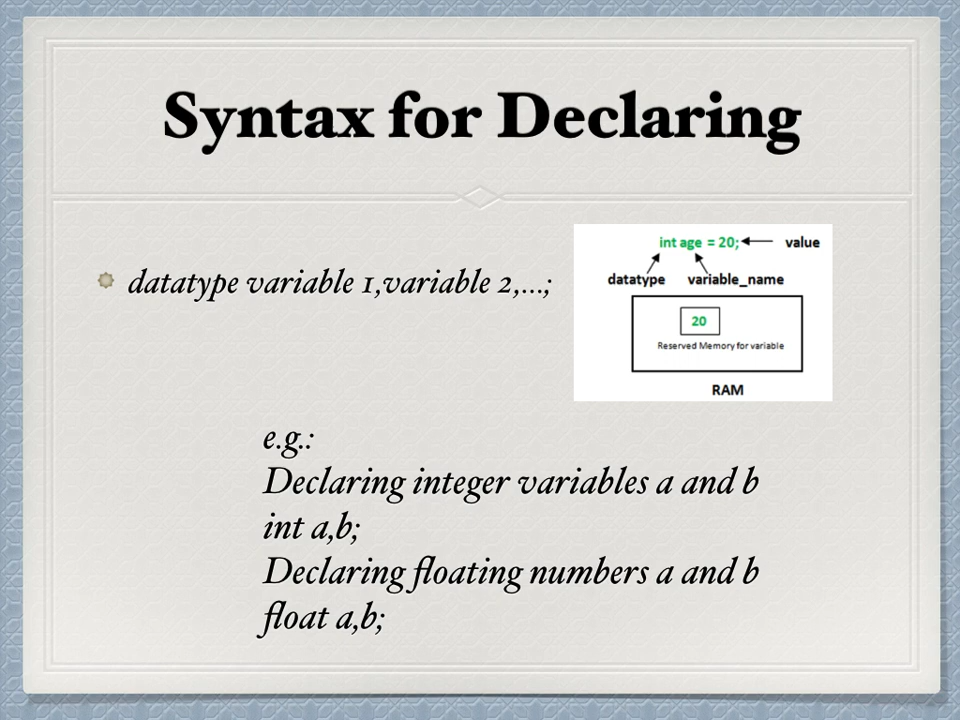 Syntax for Declaring
datatype variable 1,variable 2,...;
int age = 20; value
datatype variable_name
20
Reserved Memory for variable
RAM
e.g.:
Declaring integer variables a and b
int a,b;
Declaring floating numbers a and b
float a,b;